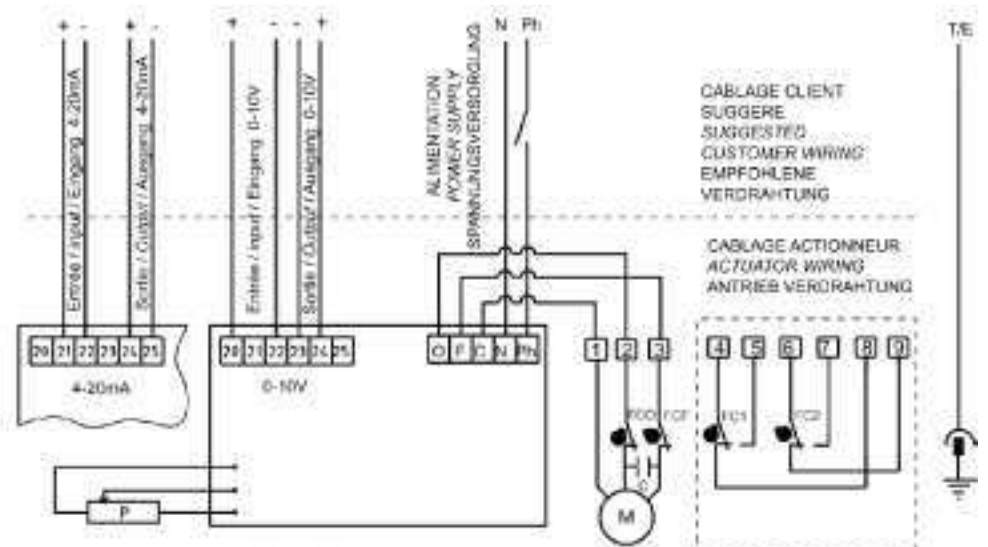 + -
+ -
+ - - +
N Ph
T/E
Entrée / Input / Eingang 4-20mA
Sortie / Output / Ausgang 4-20mA
Entrée / Input / Eingang 0-10V
Sortie / Output / Ausgang 0-10V
ALIMENTATION
POWER SUPPLY
SPANNUNGSVERSORGUNG
CABLAGE CLIENT
SUGGERE
SUGGESTED
CUSTOMER WIRING
EMPFOHLENE
VERDRAHTUNG
CABLAGE ACTIONNEUR
ACTUATOR WIRING
ANTRIEB VERDRAHTUNG
20 21 22 23 24 25
4-20mA
20 21 22 23 24 25
0-10V
O F C N Ph
1 2 3
4 5 6 7 8 9
FCO FCF
FC1
FC2
C
M
P